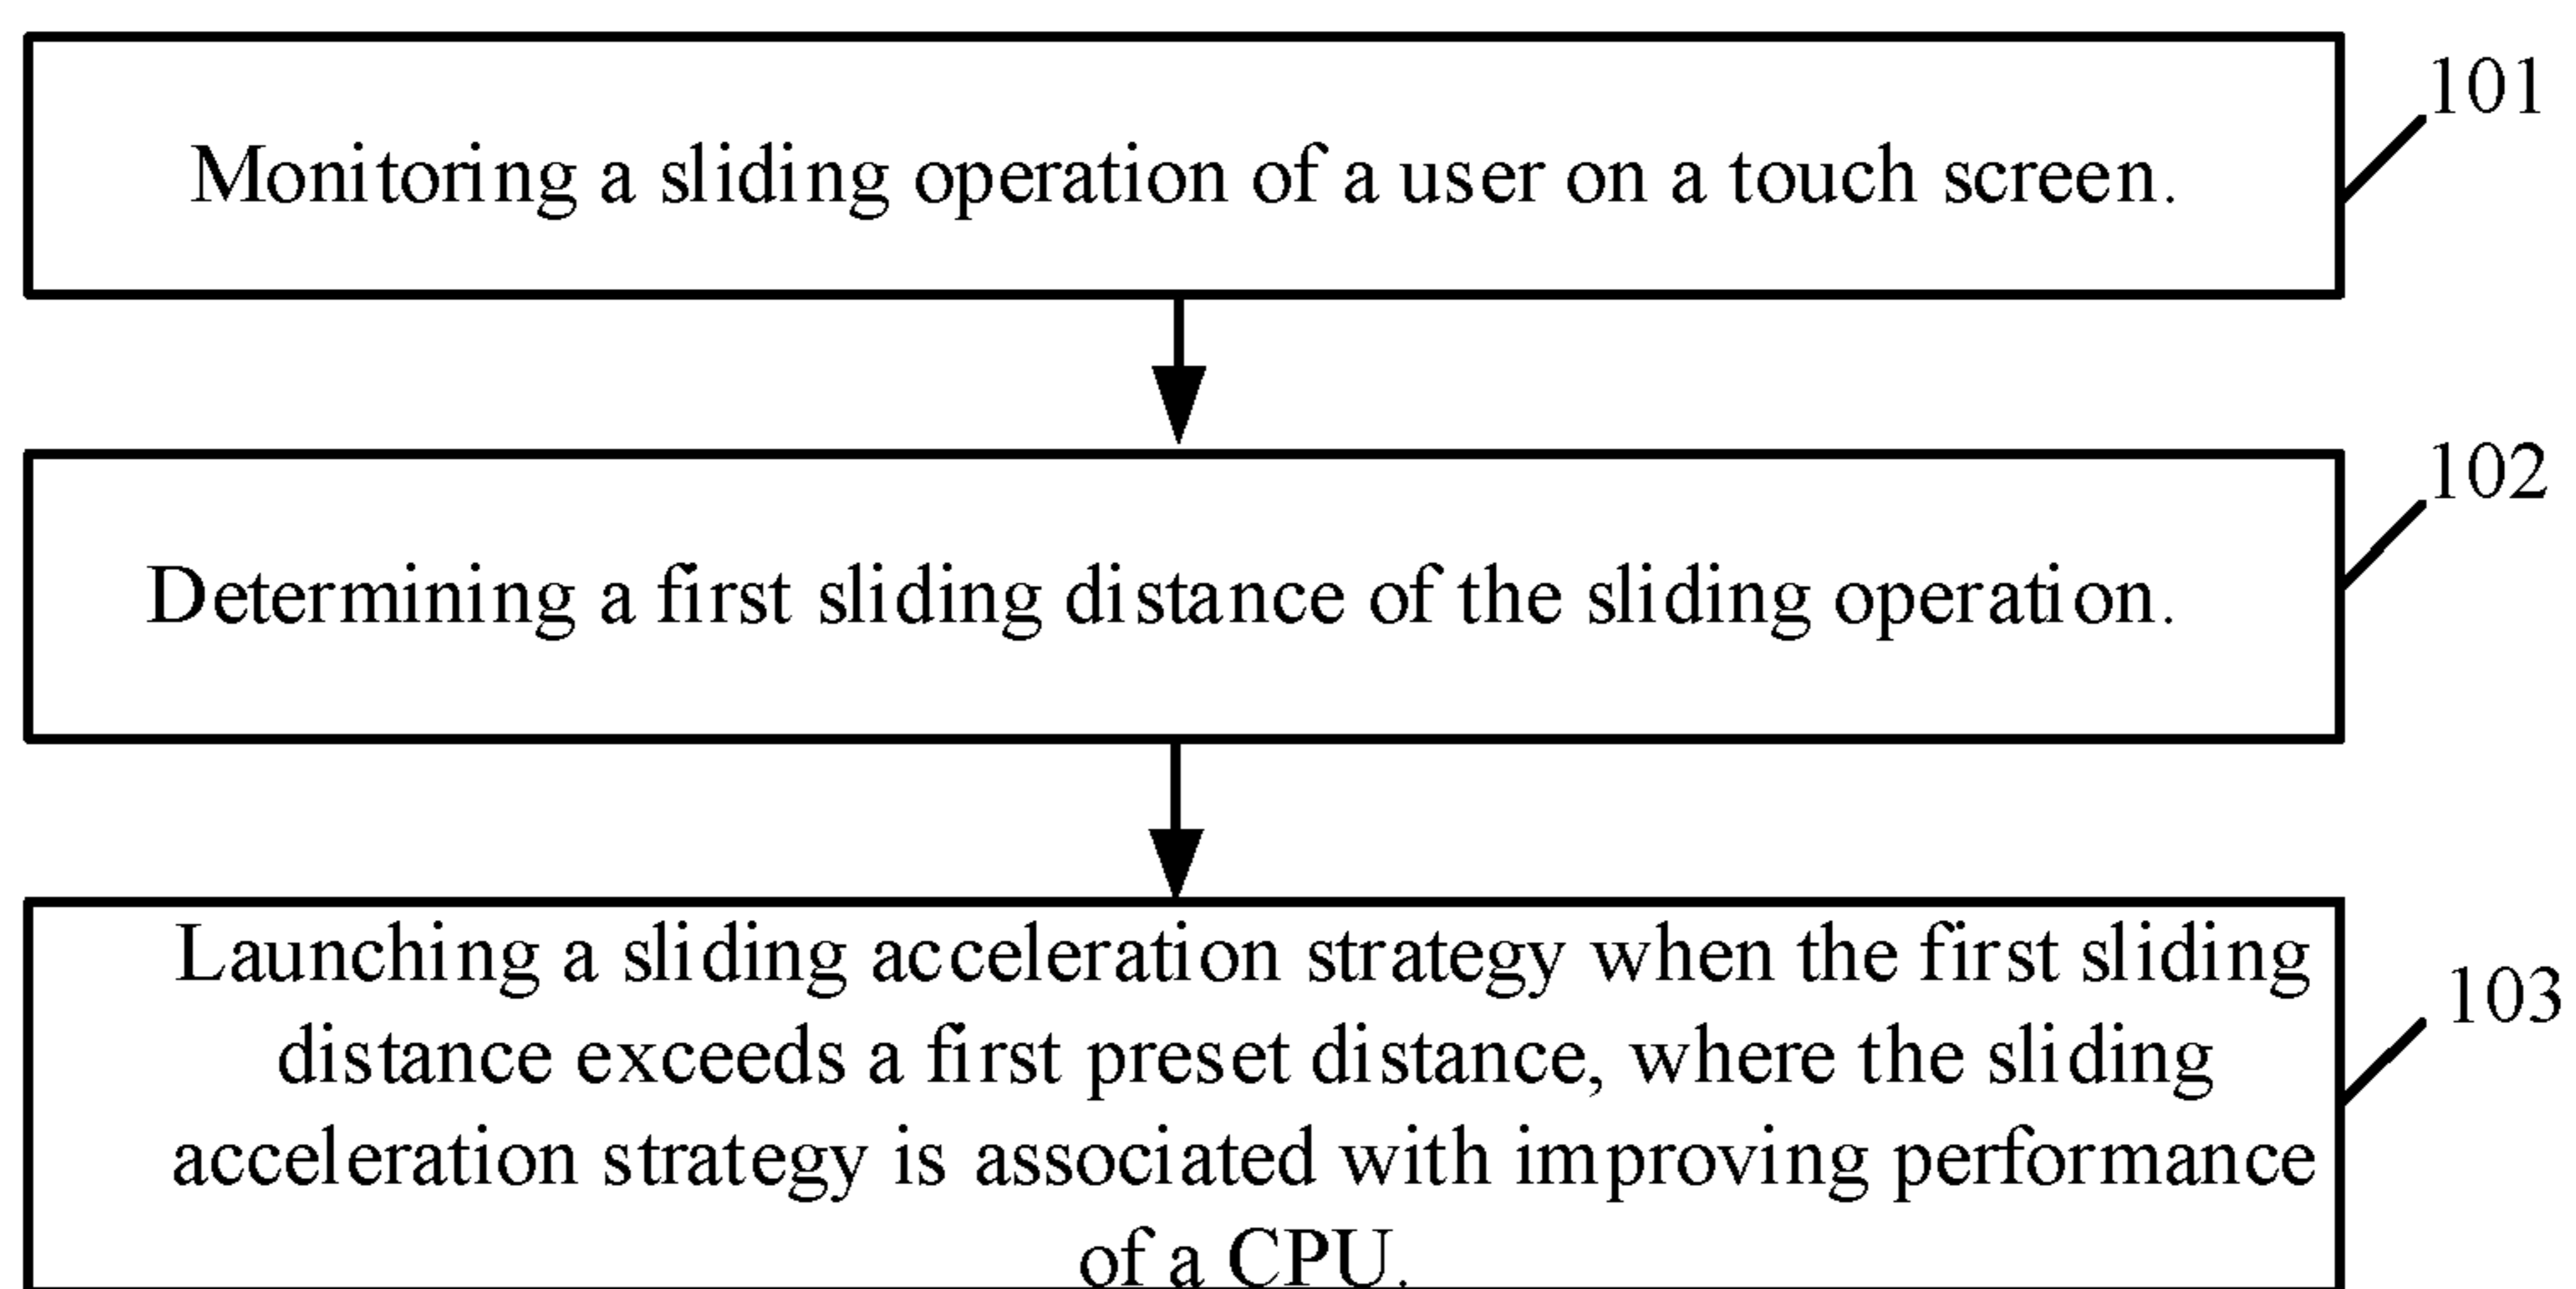 101
Monitoring a sliding operation of a user on a touch screen.
102
Determining a first sliding distance of the sliding operation.
Launching a sliding acceleration strategy when the first sliding
103
distance exceeds a first preset distance, where the sliding
acceleration strategy is associated with improving performance
of a CPU.